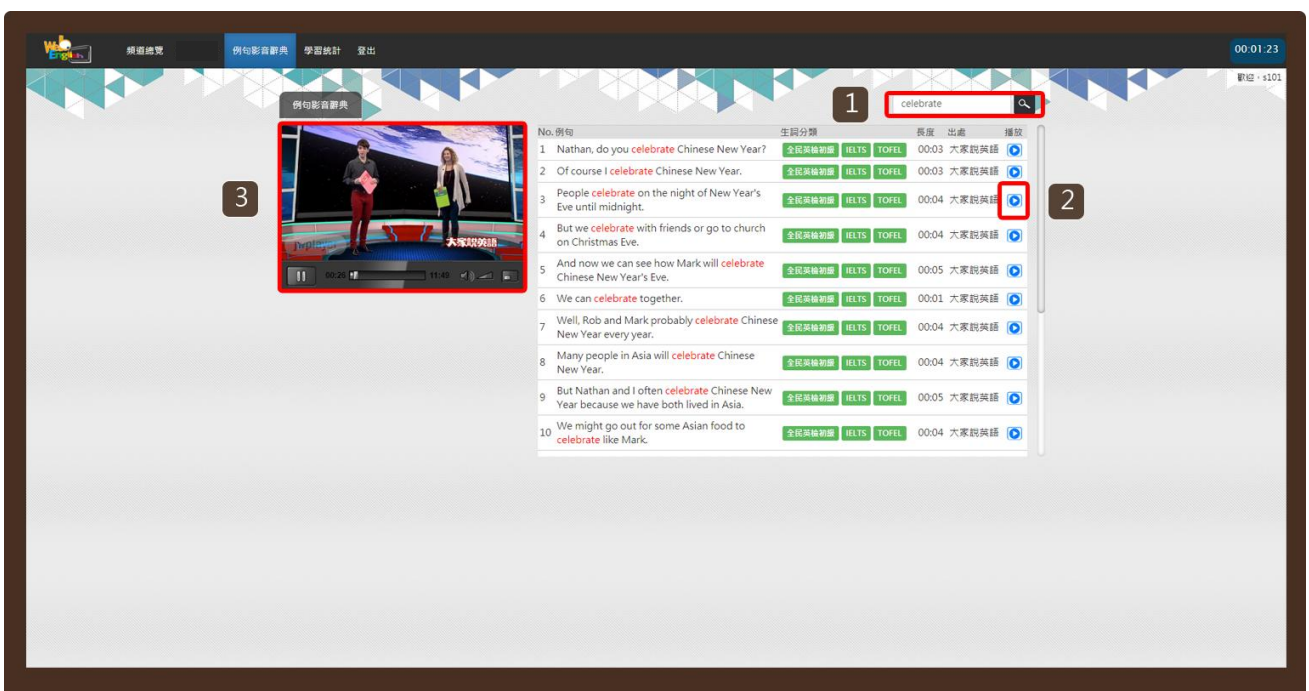 Web English
頻道總覽
例句影音辭典
學習統計
登出
00:01:23
歡迎，s101
例句影音辭典
1
celebrate
3
2
大家說英語
jwplayer
00:26
11:49
No. 例句 生詞分類 長度 出處 播放
1 Nathan, do you celebrate Chinese New Year? 全民英檢初級 IELTS TOFEL 00:03 大家說英語
2 Of course I celebrate Chinese New Year. 全民英檢初級 IELTS TOFEL 00:03 大家說英語
3 People celebrate on the night of New Year's
Eve until midnight. 全民英檢初級 IELTS TOFEL 00:04 大家說英語
4 But we celebrate with friends or go to church
on Christmas Eve. 全民英檢初級 IELTS TOFEL 00:04 大家說英語
5 And now we can see how Mark will celebrate
Chinese New Year's Eve. 全民英檢初級 IELTS TOFEL 00:05 大家說英語
6 We can celebrate together. 全民英檢初級 IELTS TOFEL 00:01 大家說英語
7 Well, Rob and Mark probably celebrate Chinese
New Year every year. 全民英檢初級 IELTS TOFEL 00:04 大家說英語
8 Many people in Asia will celebrate Chinese
New Year. 全民英檢初級 IELTS TOFEL 00:04 大家說英語
9 But Nathan and I often celebrate Chinese New
Year because we have both lived in Asia. 全民英檢初級 IELTS TOFEL 00:05 大家說英語
10 We might go out for some Asian food to
celebrate like Mark. 全民英檢初級 IELTS TOFEL 00:04 大家說英語